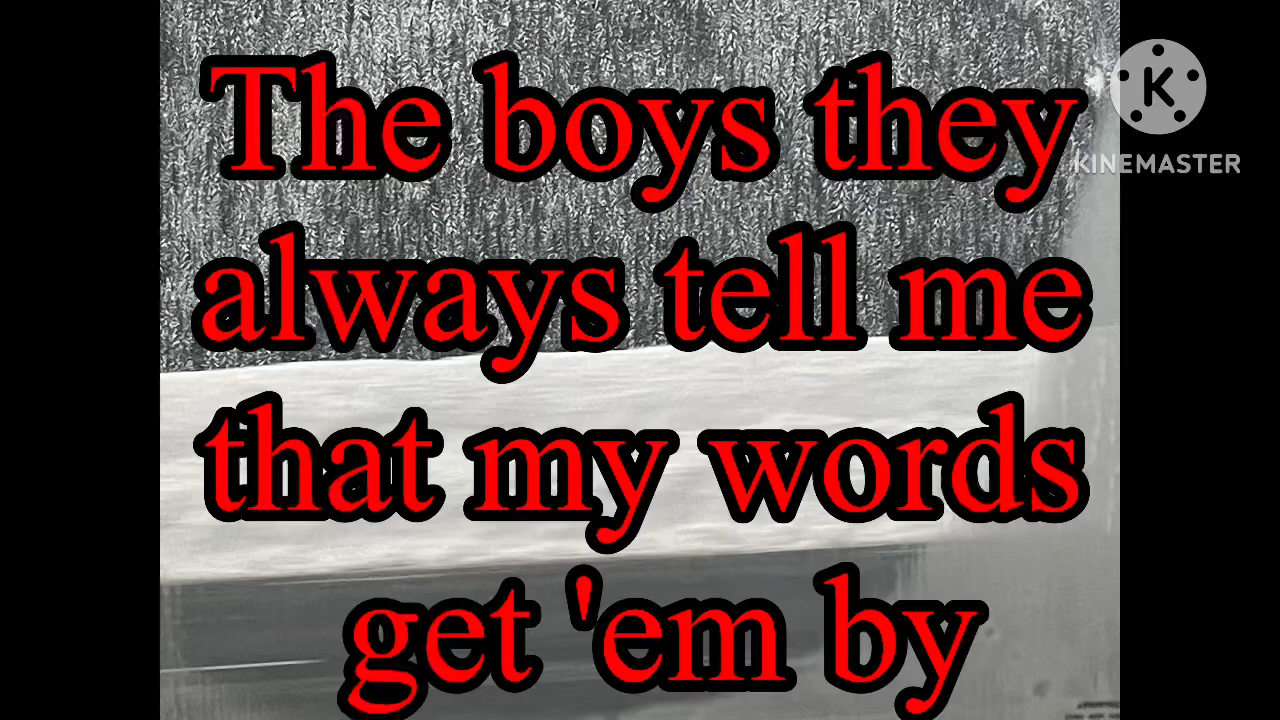 The boys they
always tell me
that my words
get 'em by
K
KINEMASTER